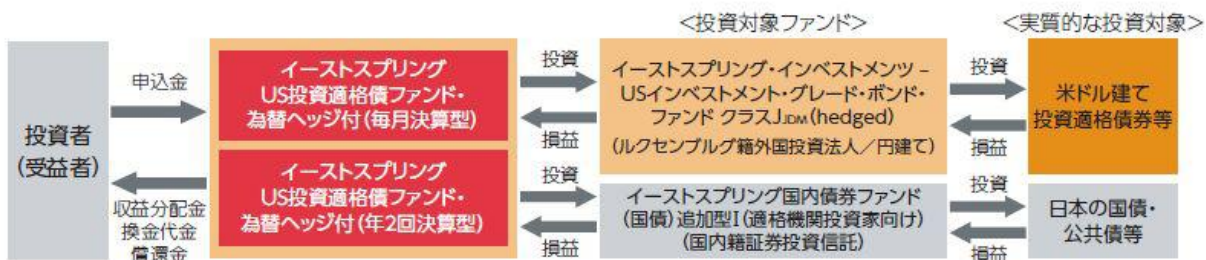 ＜投資対象ファンド＞
＜実質的な投資対象＞
投資者
(受益者)
申込金
収益分配金
換金代金
償還金
イーストスプリング
US投資適格債ファンド・
為替ヘッジ付(毎月決算型)
イーストスプリング
US投資適格債ファンド・
為替ヘッジ付(年2回決算型)
投資
損益
投資
損益
イーストスプリング・インベストメンツ –
USインベストメント・グレード・ボンド・
ファンド クラスJJDM(hedged)
(ルクセンブルグ籍外国投資法人／円建て)
イーストスプリング国内債券ファンド
(国債)追加型I(適格機関投資家向け)
(国内籍証券投資信託)
投資
損益
投資
損益
米ドル建て
投資適格債券等
日本の国債・
公共債等